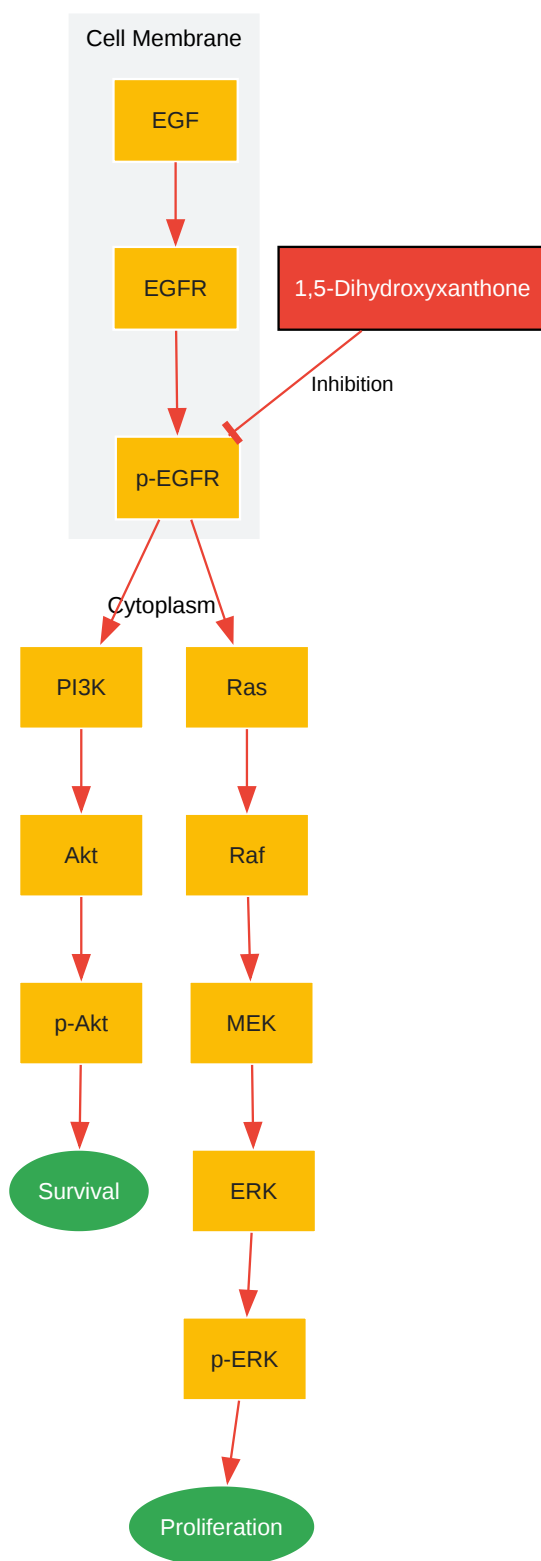 Cell Membrane
EGF
EGFR
1,5-Dihydroxyxanthone
Inhibition
p-EGFR
Cytoplasm
PI3K
Ras
Akt
Raf
p-Akt
MEK
Survival
ERK
p-ERK
Proliferation